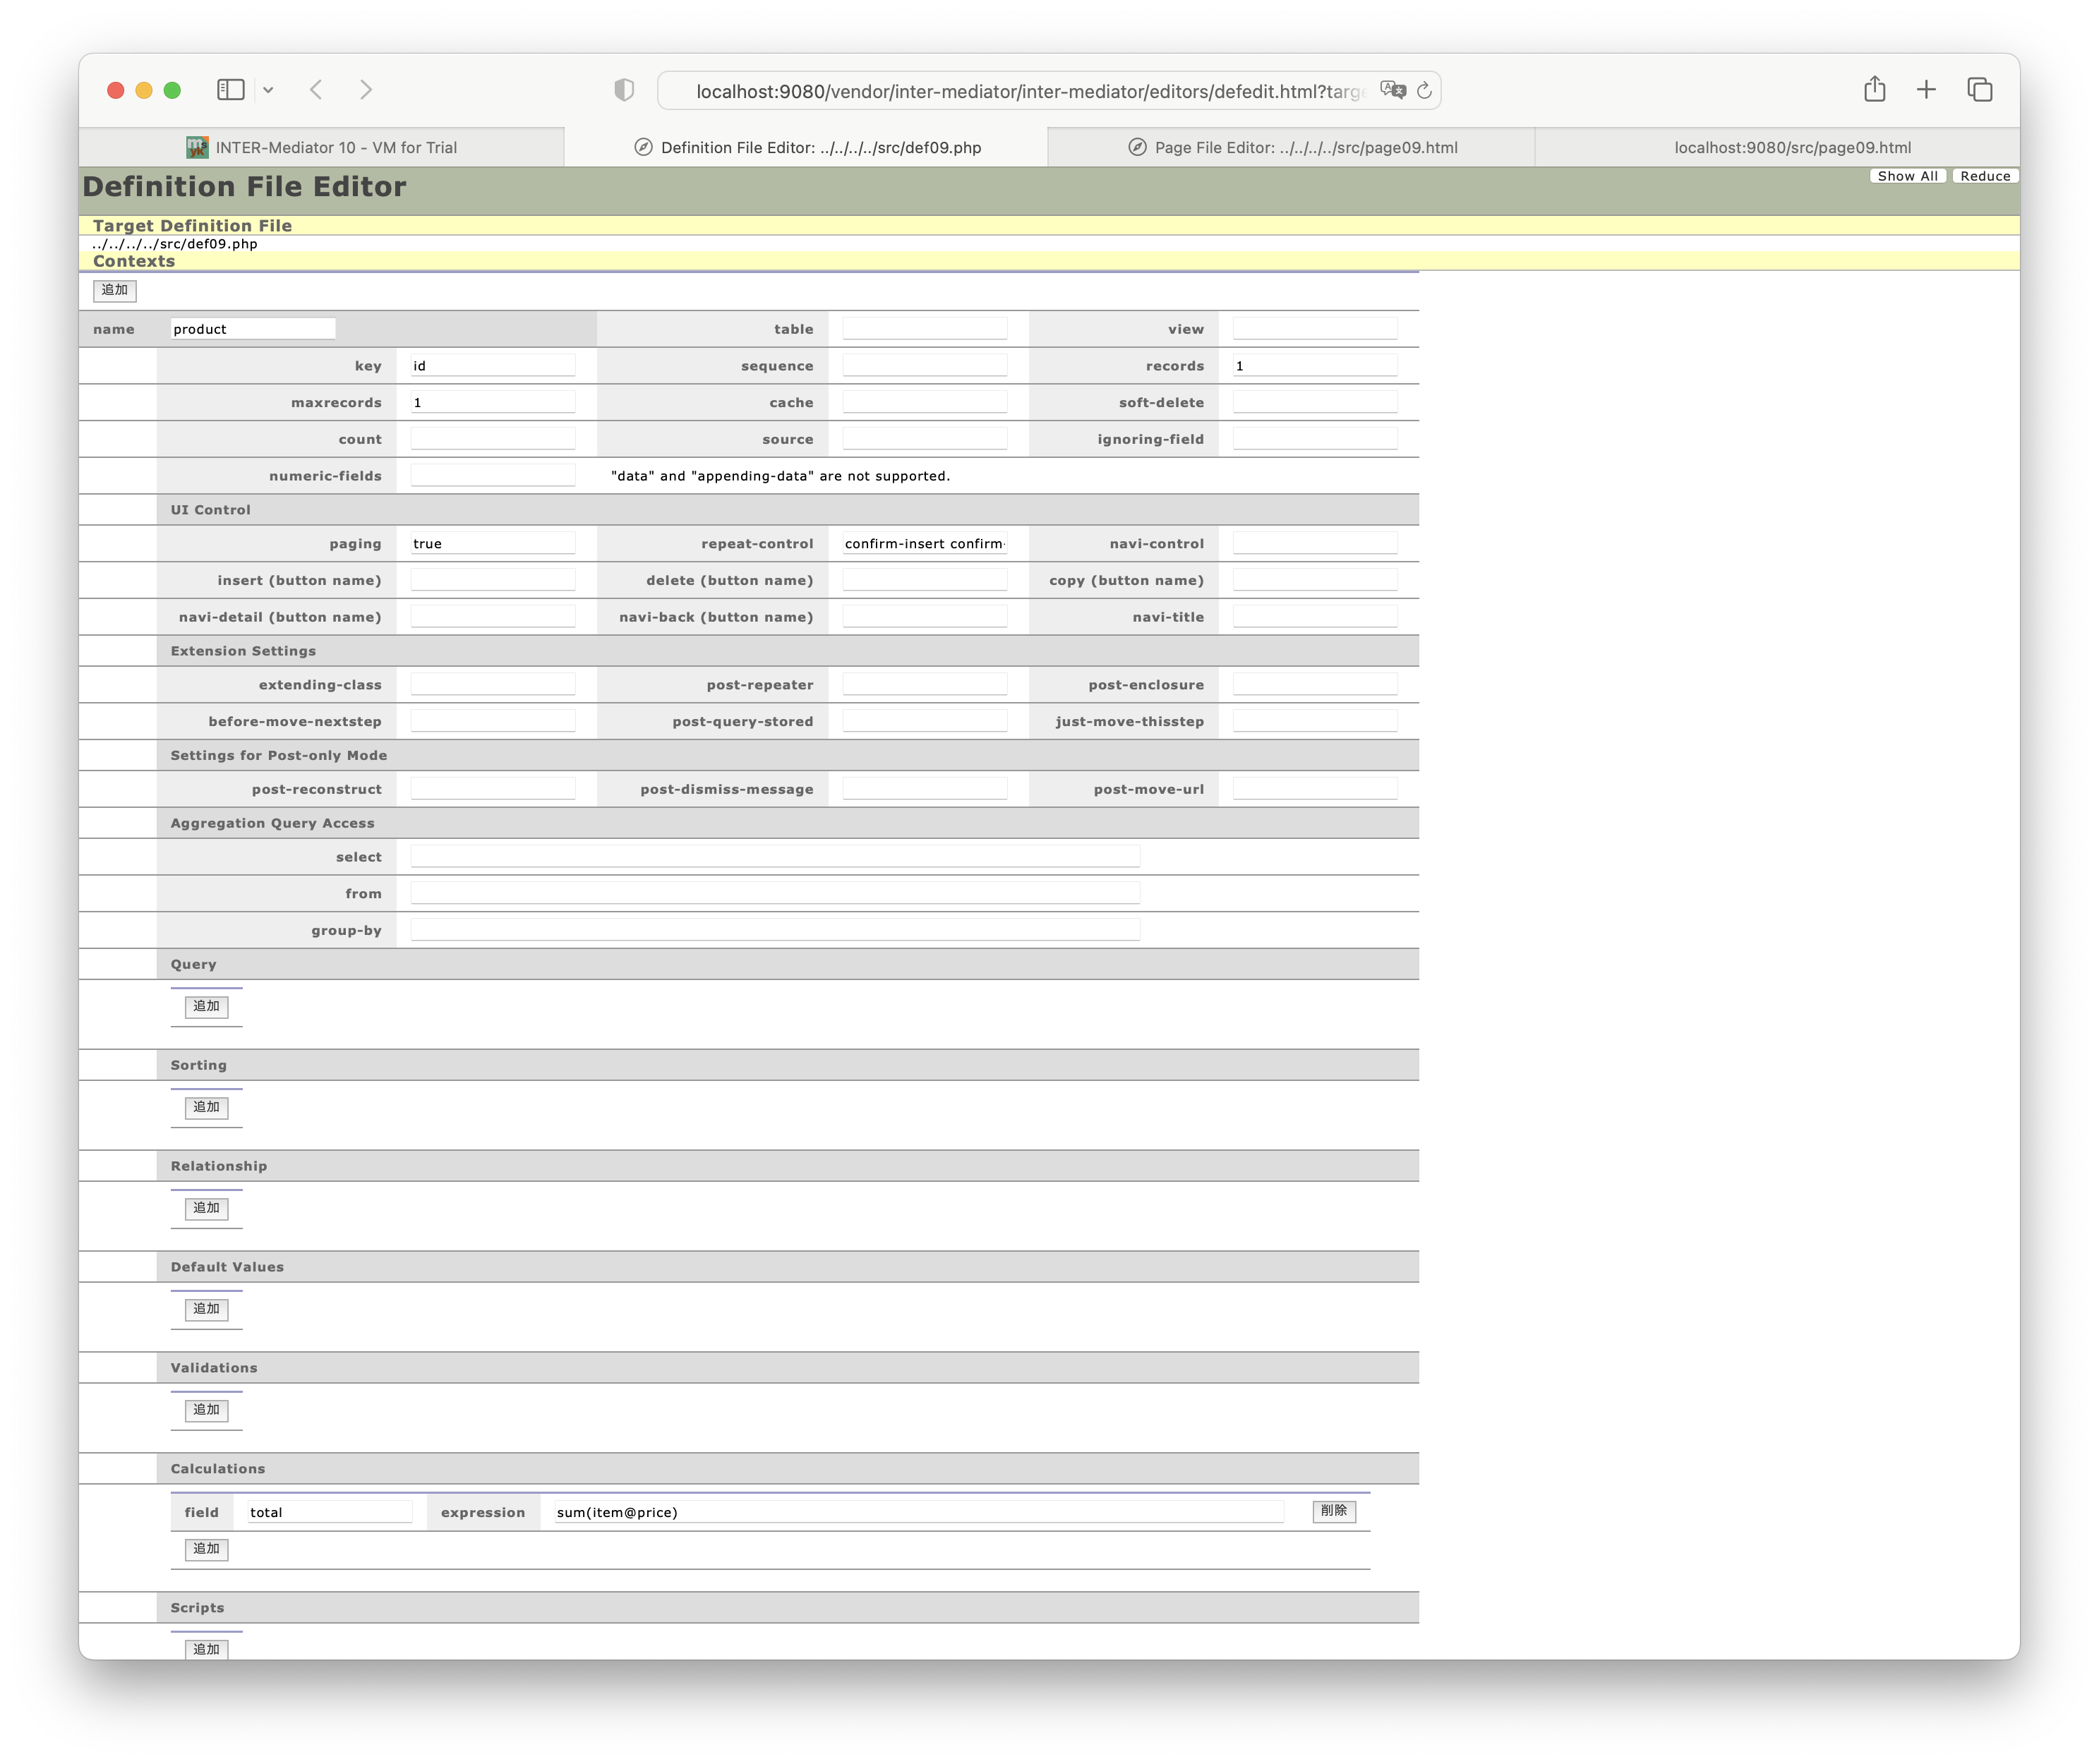 localhost:9080/vendor/inter-mediator/inter-mediator/editors/defedit.html?targ
INTER-Mediator 10 - VM for Trial
Definition File Editor: ../../../../src/def09.php
Page File Editor: ../../../../src/page09.html
localhost:9080/src/page09.html
Definition File Editor
Show All Reduce
Target Definition File
../../../../src/def09.php
Contexts
追加
name product table view
key id sequence records 1
maxrecords 1 cache soft-delete
count source ignoring-field
numeric-fields "data" and "appending-data" are not supported.
UI Control
paging true repeat-control confirm-insert confirm- navi-control
insert (button name) delete (button name) copy (button name)
navi-detail (button name) navi-back (button name) navi-title
Extension Settings
extending-class post-repeater post-enclosure
before-move-nextstep post-query-stored just-move-thisstep
Settings for Post-only Mode
post-reconstruct post-dismiss-message post-move-url
Aggregation Query Access
select
from
group-by
Query
追加
Sorting
追加
Relationship
追加
Default Values
追加
Validations
追加
Calculations
field total expression sum(item@price) 削除
追加
Scripts
追加